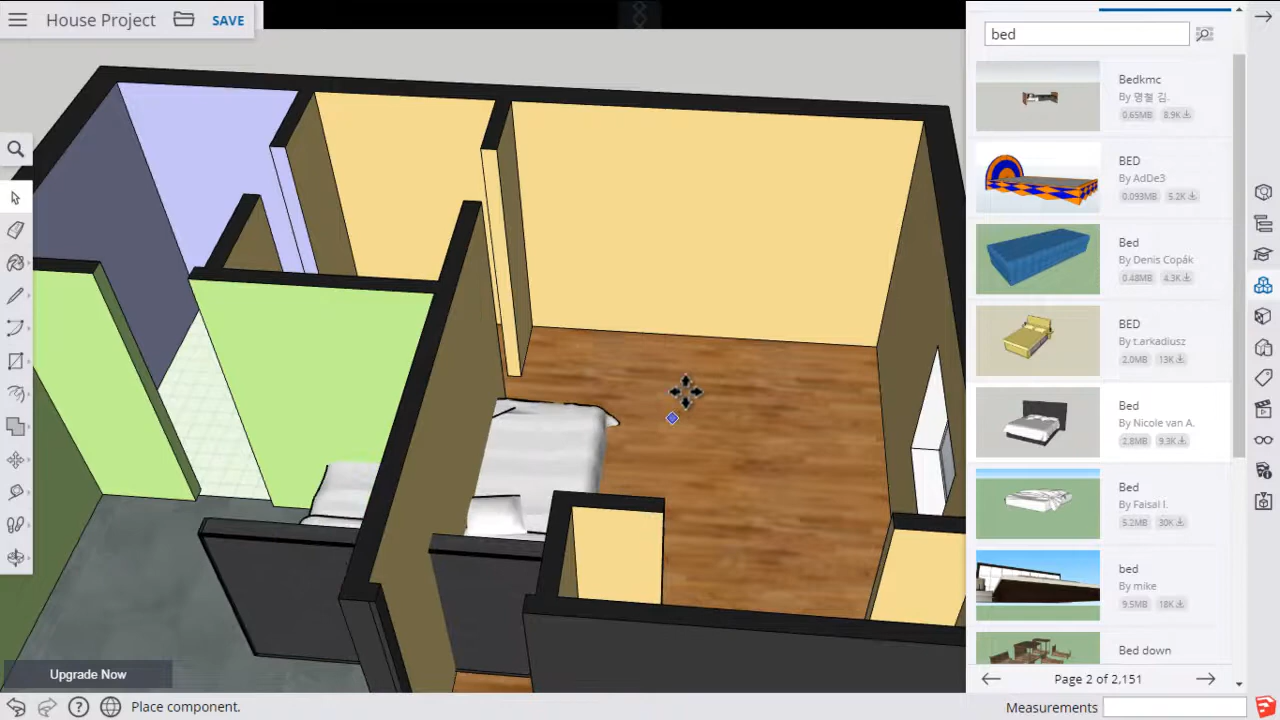 House Project
SAVE
bed
Bedkmc
By 명철 김.
0.65MB 8.9K
BED
By AdDe3
0.093MB 5.2K
Bed
By Denis Copák
0.48MB 4.3K
BED
By t.arkadiusz
2.0MB 13K
Bed
By Nicole van A.
2.8MB 9.3K
Bed
By Faisal I.
5.2MB 30K
bed
By mike
9.5MB 18K
Bed down
Page 2 of 2,151
Upgrade Now
Place component.
Measurements